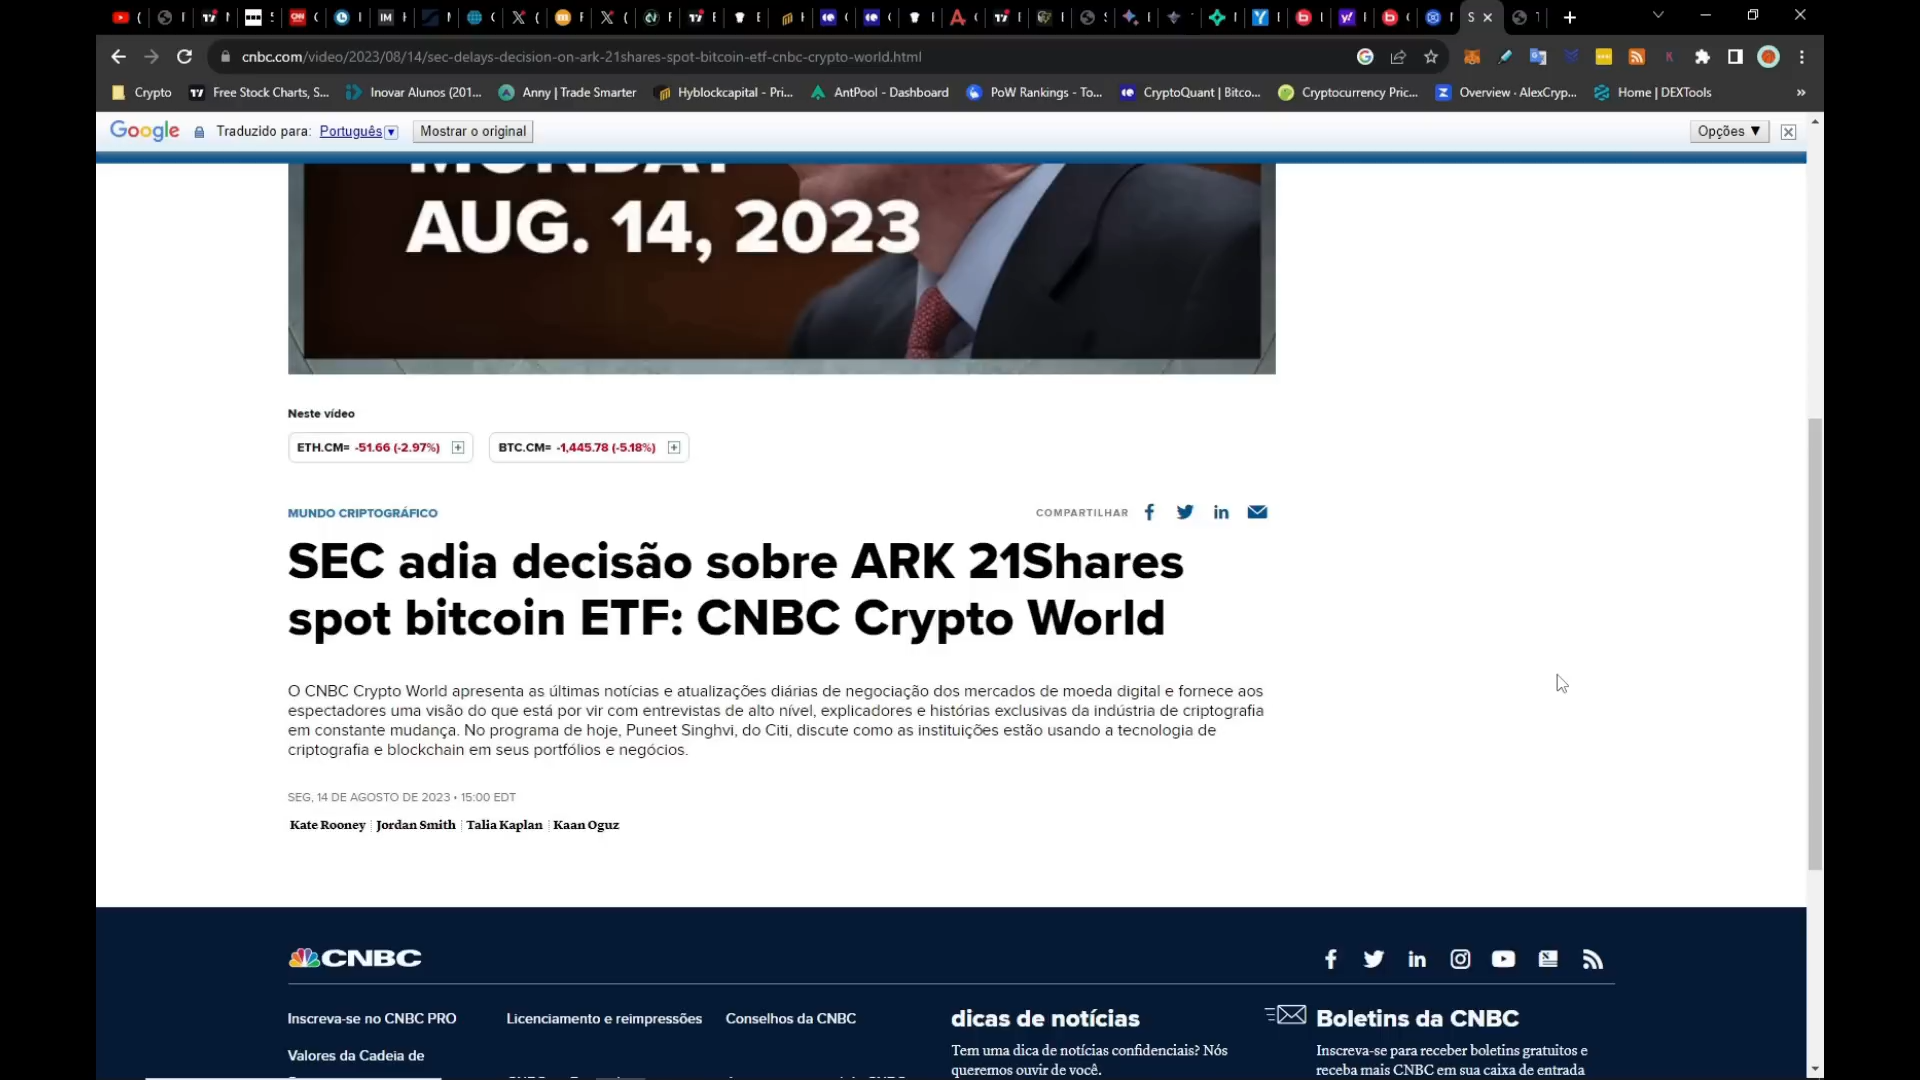 cnbc.com/video/2023/08/14/sec-delays-decision-on-ark-21shares-spot-bitcoin-etf-cnbc-crypto-world.html
Crypto Free Stock Charts, S... Inovar Alunos (201... Anny | Trade Smarter Hyblockcapital - Pri... AntPool - Dashboard PoW Rankings - To... CryptoQuant | Bitco... Cryptocurrency Pric... Overview · AlexCryp... Home | DEXTools »
Google Traduzido para: Português Mostrar o original Opções ▼
MONDAY
AUG. 14, 2023
Neste vídeo
ETH.CM= -51.66 (-2.97%) BTC.CM= -1,445.78 (-5.18%)
MUNDO CRIPTOGRÁFICO COMPARTILHAR
SEC adia decisão sobre ARK 21Shares
spot bitcoin ETF: CNBC Crypto World
O CNBC Crypto World apresenta as últimas notícias e atualizações diárias de negociação dos mercados de moeda digital e fornece aos
espectadores uma visão do que está por vir com entrevistas de alto nível, explicadores e histórias exclusivas da indústria de criptografia
em constante mudança. No programa de hoje, Puneet Singhvi, do Citi, discute como as instituições estão usando a tecnologia de
criptografia e blockchain em seus portfólios e negócios.
SEG, 14 DE AGOSTO DE 2023 • 15:00 EDT
Kate Rooney Jordan Smith Talia Kaplan Kaan Oguz
CNBC
Inscreva-se no CNBC PRO Licenciamento e reimpressões Conselhos da CNBC dicas de notícias Boletins da CNBC
Valores da Cadeia de
Tem uma dica de notícias confidenciais? Nós
queremos ouvir de você.
Inscreva-se para receber boletins gratuitos e
receba mais CNBC em sua caixa de entrada